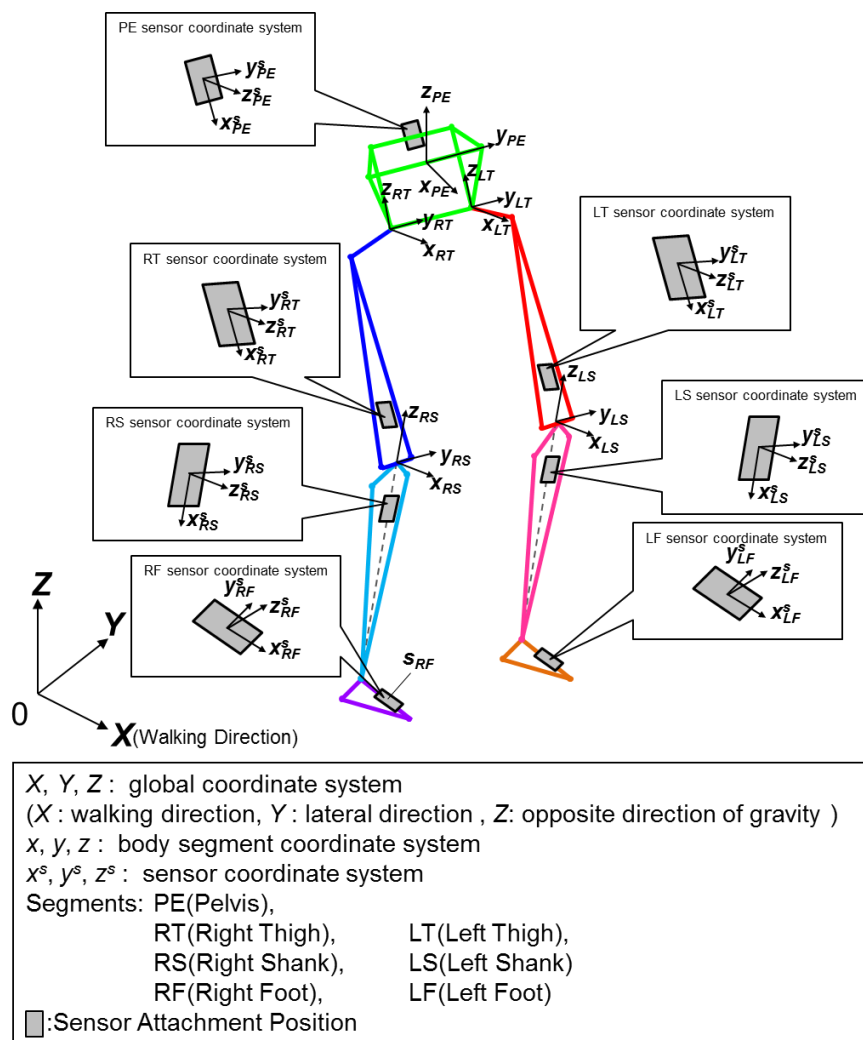 PE sensor coordinate system
y^s_PE
z^s_PE
x^s_PE
z_PE
y_PE
x_PE
z_LT
y_LT
x_LT
z_RT
y_RT
x_RT
LT sensor coordinate system
y^s_LT
z^s_LT
x^s_LT
RT sensor coordinate system
y^s_RT
z^s_RT
x^s_RT
z_LS
y_LS
x_LS
LS sensor coordinate system
y^s_LS
z^s_LS
x^s_LS
z_RS
y_RS
x_RS
RS sensor coordinate system
y^s_RS
z^s_RS
x^s_RS
LF sensor coordinate system
y^s_LF
z^s_LF
x^s_LF
RF sensor coordinate system
y^s_RF
z^s_RF
x^s_RF
s_RF
Z
Y
0
X(Walking Direction)
X, Y, Z : global coordinate system
(X : walking direction, Y : lateral direction , Z: opposite direction of gravity )
x, y, z : body segment coordinate system
x^s, y^s, z^s : sensor coordinate system
Segments: PE(Pelvis),
RT(Right Thigh), LT(Left Thigh),
RS(Right Shank), LS(Left Shank)
RF(Right Foot), LF(Left Foot)
:Sensor Attachment Position